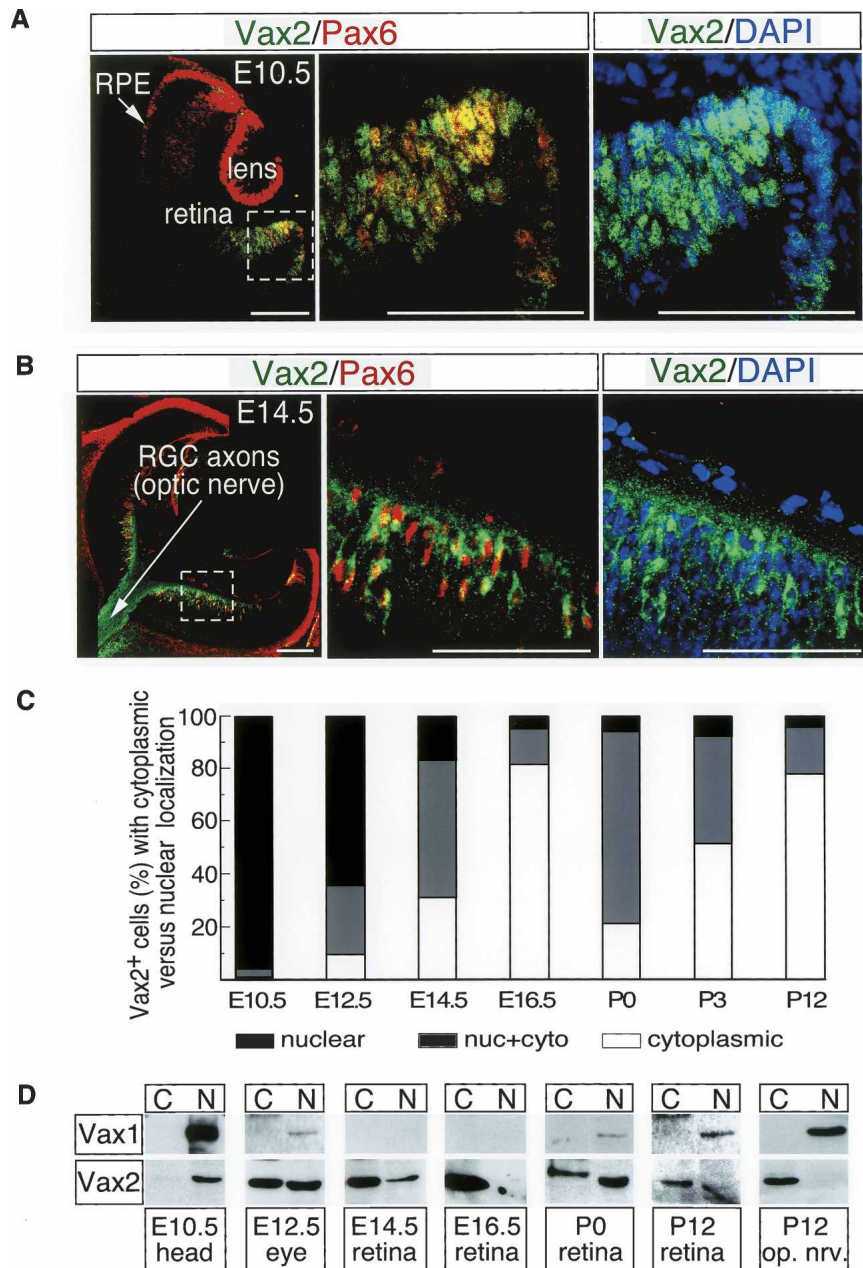 A
Vax2/Pax6
Vax2/DAPI
E10.5
RPE
lens
retina
B
Vax2/Pax6
Vax2/DAPI
E14.5
RGC axons
(optic nerve)
C
Vax2+ cells (%) with cytoplasmic
versus nuclear localization
100
80
60
40
20
E10.5 E12.5 E14.5 E16.5 P0 P3 P12
nuclear nuc+cyto cytoplasmic
D
C N C N C N C N C N C N C N
Vax1
Vax2
E10.5 head
E12.5 eye
E14.5 retina
E16.5 retina
P0 retina
P12 retina
P12 op. nrv.